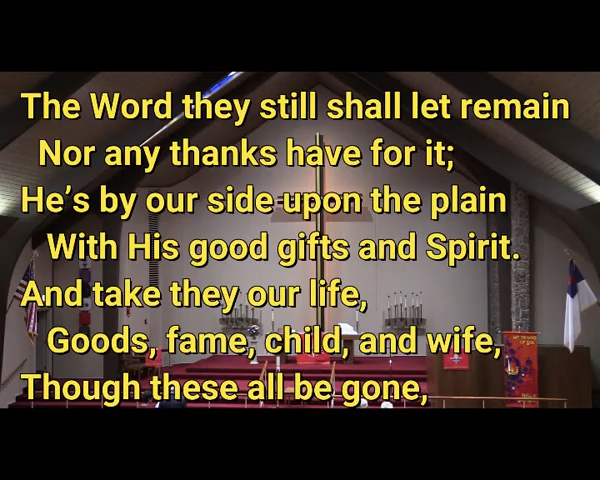 The Word they still shall let remain
Nor any thanks have for it;
He's by our side upon the plain
With His good gifts and Spirit.
And take they our life,
Goods, fame, child, and wife,
Though these all be gone,